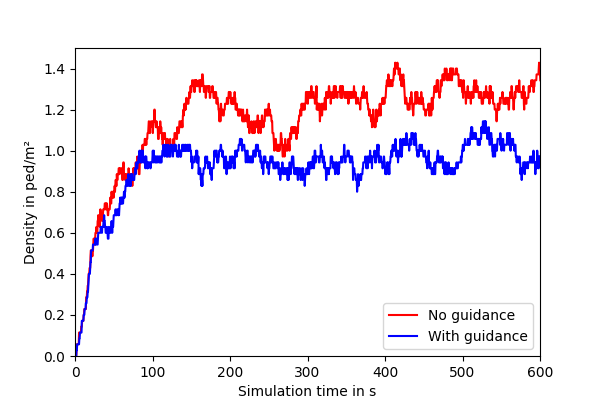 1.4
1.2
1.0
0.8
0.6
0.4
0.2
0.0
Density in ped/m²
No guidance
With guidance
0 100 200 300 400 500 600
Simulation time in s